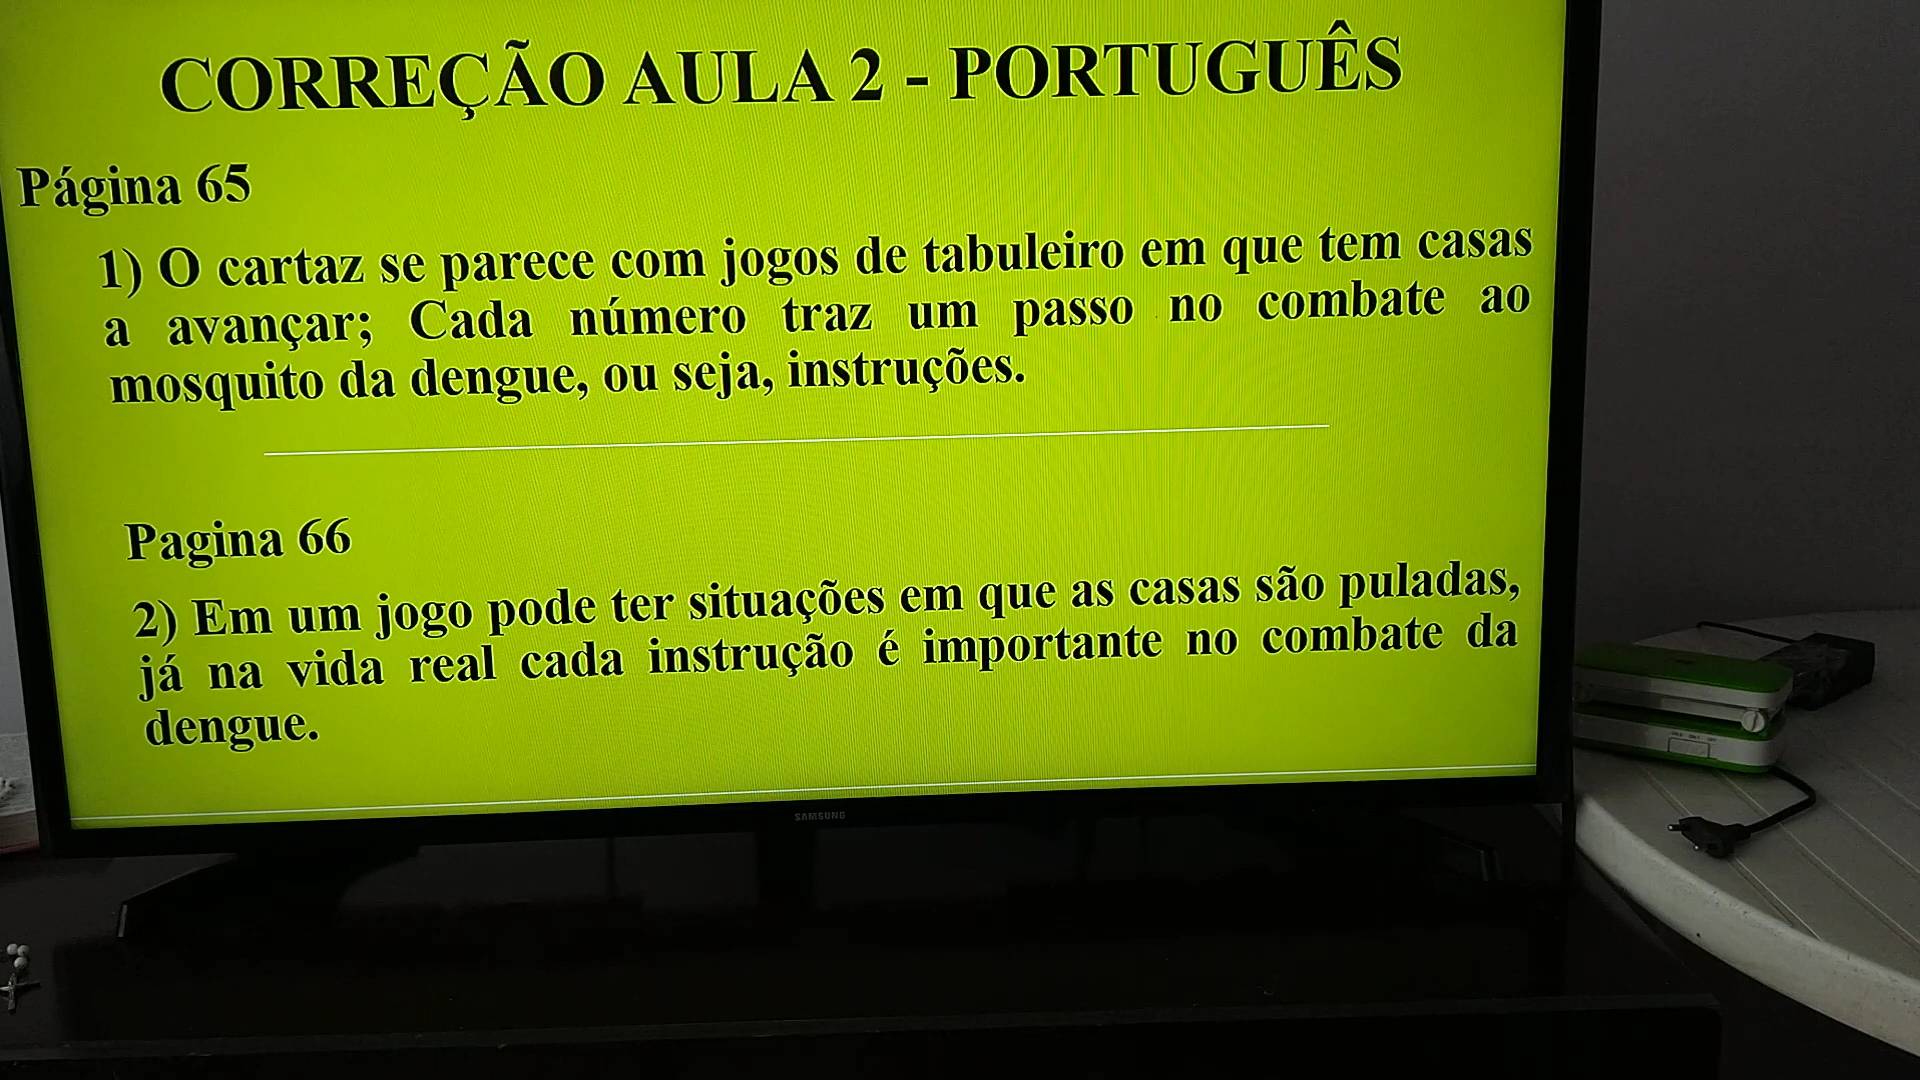 CORREÇÃO AULA 2 - PORTUGUÊS
Página 65
1) O cartaz se parece com jogos de tabuleiro em que tem casas
a avançar; Cada número traz um passo no combate ao
mosquito da dengue, ou seja, instruções.
Pagina 66
2) Em um jogo pode ter situações em que as casas são puladas,
já na vida real cada instrução é importante no combate da
dengue.
SAMSUNG